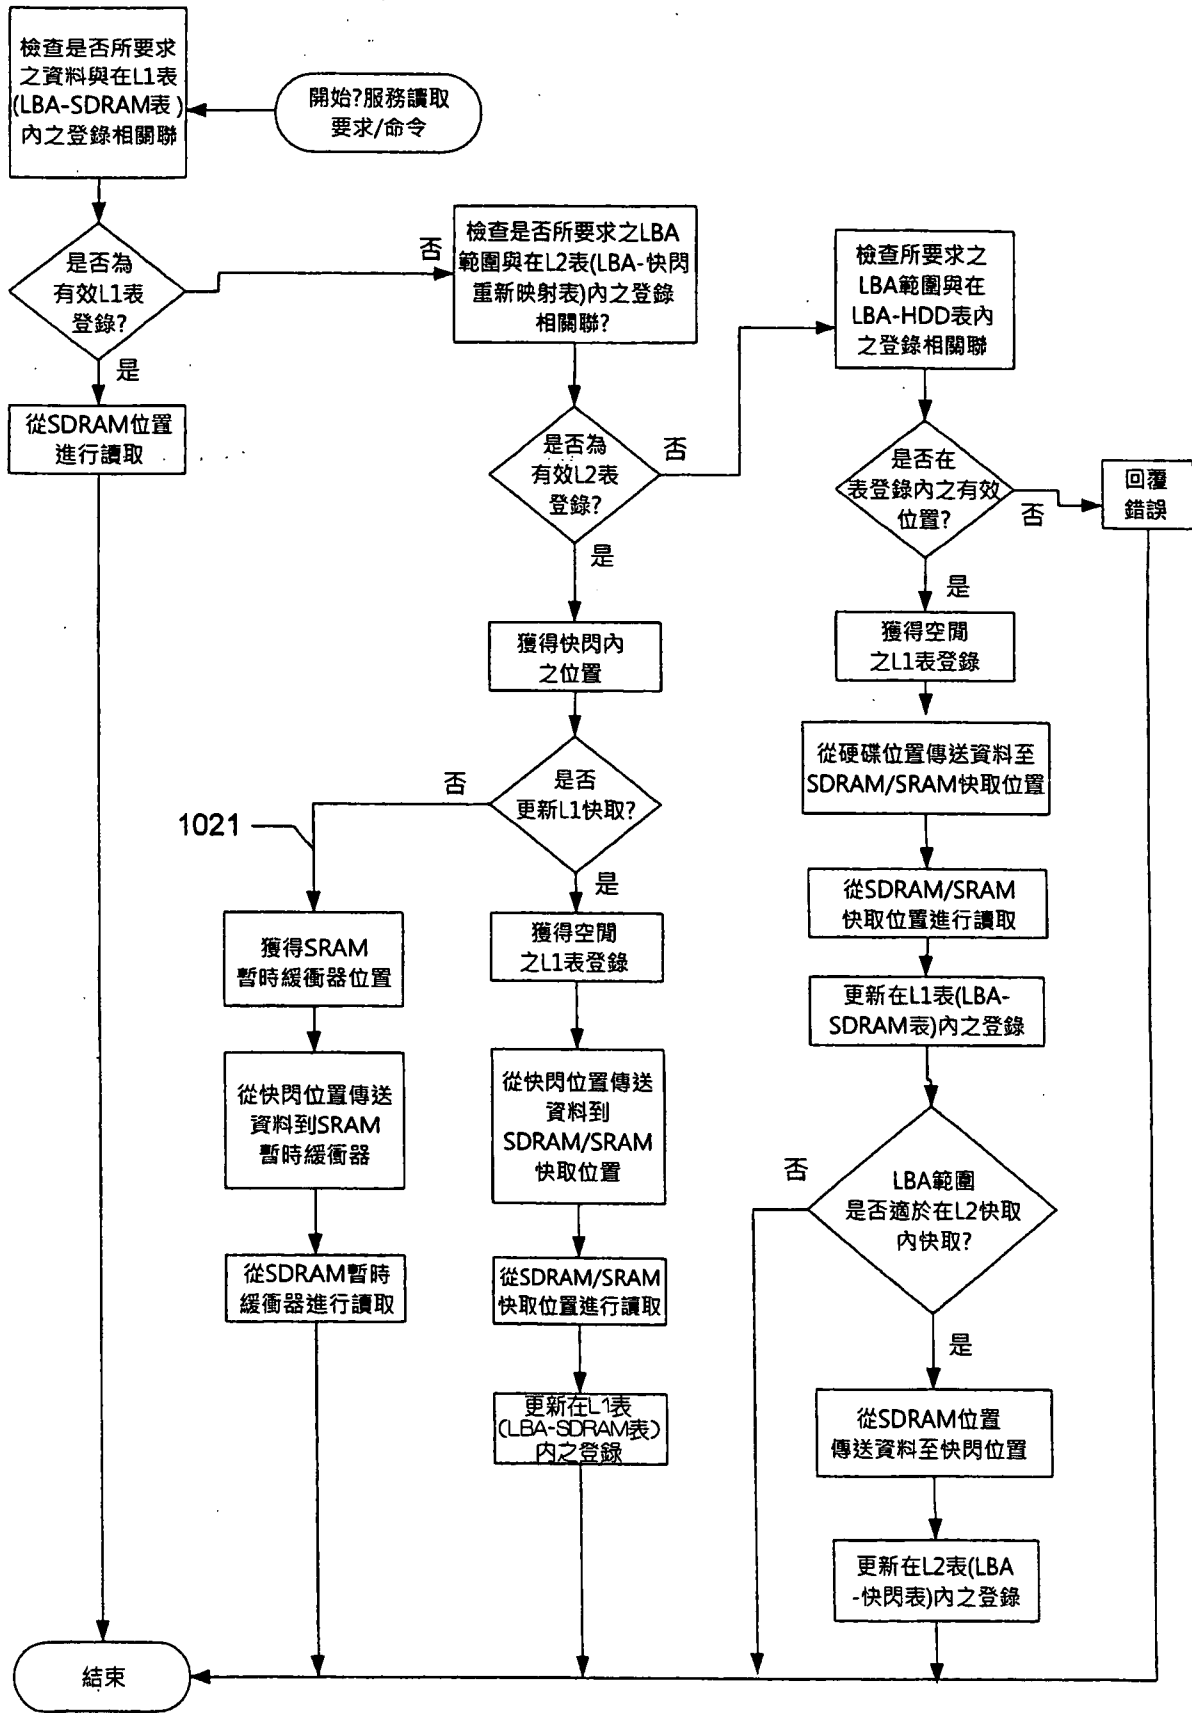 檢查是否所要求
之資料與在L1表
(LBA-SDRAM表)
內之登錄相關聯
開始?服務讀取
要求/命令
是否為
有效L1表
登錄?
否
是
從SDRAM位置
進行讀取
檢查是否所要求之LBA
範圍與在L2表(LBA-快閃
重新映射表)內之登錄
相關聯?
是否為
有效L2表
登錄?
否
是
獲得快閃內
之位置
是否
更新L1快取?
否
是
1021
獲得SRAM
暫時緩衝器位置
從快閃位置傳送
資料到SRAM
暫時緩衝器
從SDRAM暫時
緩衝器進行讀取
獲得空閒
之L1表登錄
從快閃位置傳送
資料到
SDRAM/SRAM
快取位置
從SDRAM/SRAM
快取位置進行讀取
更新在L1表
(LBA-SDRAM表)
內之登錄
檢查所要求之
LBA範圍與在
LBA-HDD表內
之登錄相關聯
是否在
表登錄內之有效
位置?
否
是
回覆
錯誤
獲得空閒
之L1表登錄
從硬碟位置傳送資料至
SDRAM/SRAM快取位置
從SDRAM/SRAM
快取位置進行讀取
更新在L1表(LBA-
SDRAM表)內之登錄
LBA範圍
是否適於在L2快取
內快取?
否
是
從SDRAM位置
傳送資料至快閃位置
更新在L2表(LBA
-快閃表)內之登錄
結束